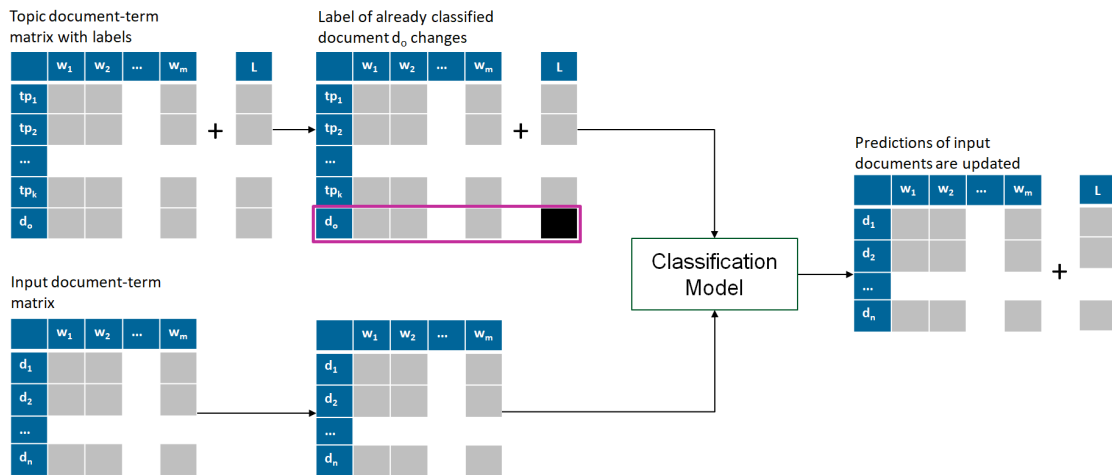 Topic document-term
matrix with labels
w₁ w₂ ... wₘ L
tp₁
tp₂
+
...
tpₖ
dₒ
Label of already classified
document dₒ changes
w₁ w₂ ... wₘ L
tp₁
tp₂
+
...
tpₖ
dₒ
Input document-term
matrix
w₁ w₂ ... wₘ
d₁
d₂
...
dₙ
w₁ w₂ ... wₘ
d₁
d₂
...
dₙ
Classification
Model
Predictions of input
documents are updated
w₁ w₂ ... wₘ L
d₁
d₂
+
...
dₙ